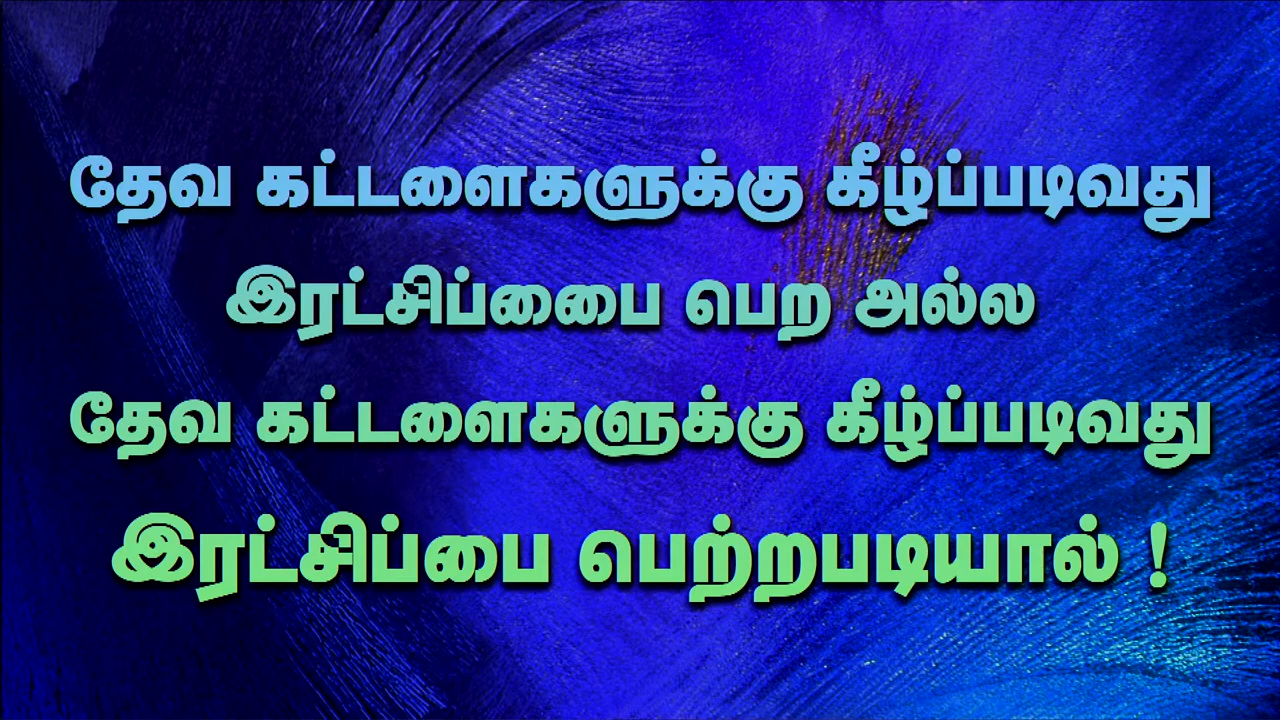 தேவ கட்டளைகளுக்கு கீழ்ப்படிவது
இரட்சிப்பைபை பெற அல்ல
தேவ கட்டளைகளுக்கு கீழ்ப்படிவது
இரட்சிப்பை பெற்றபடியால் !